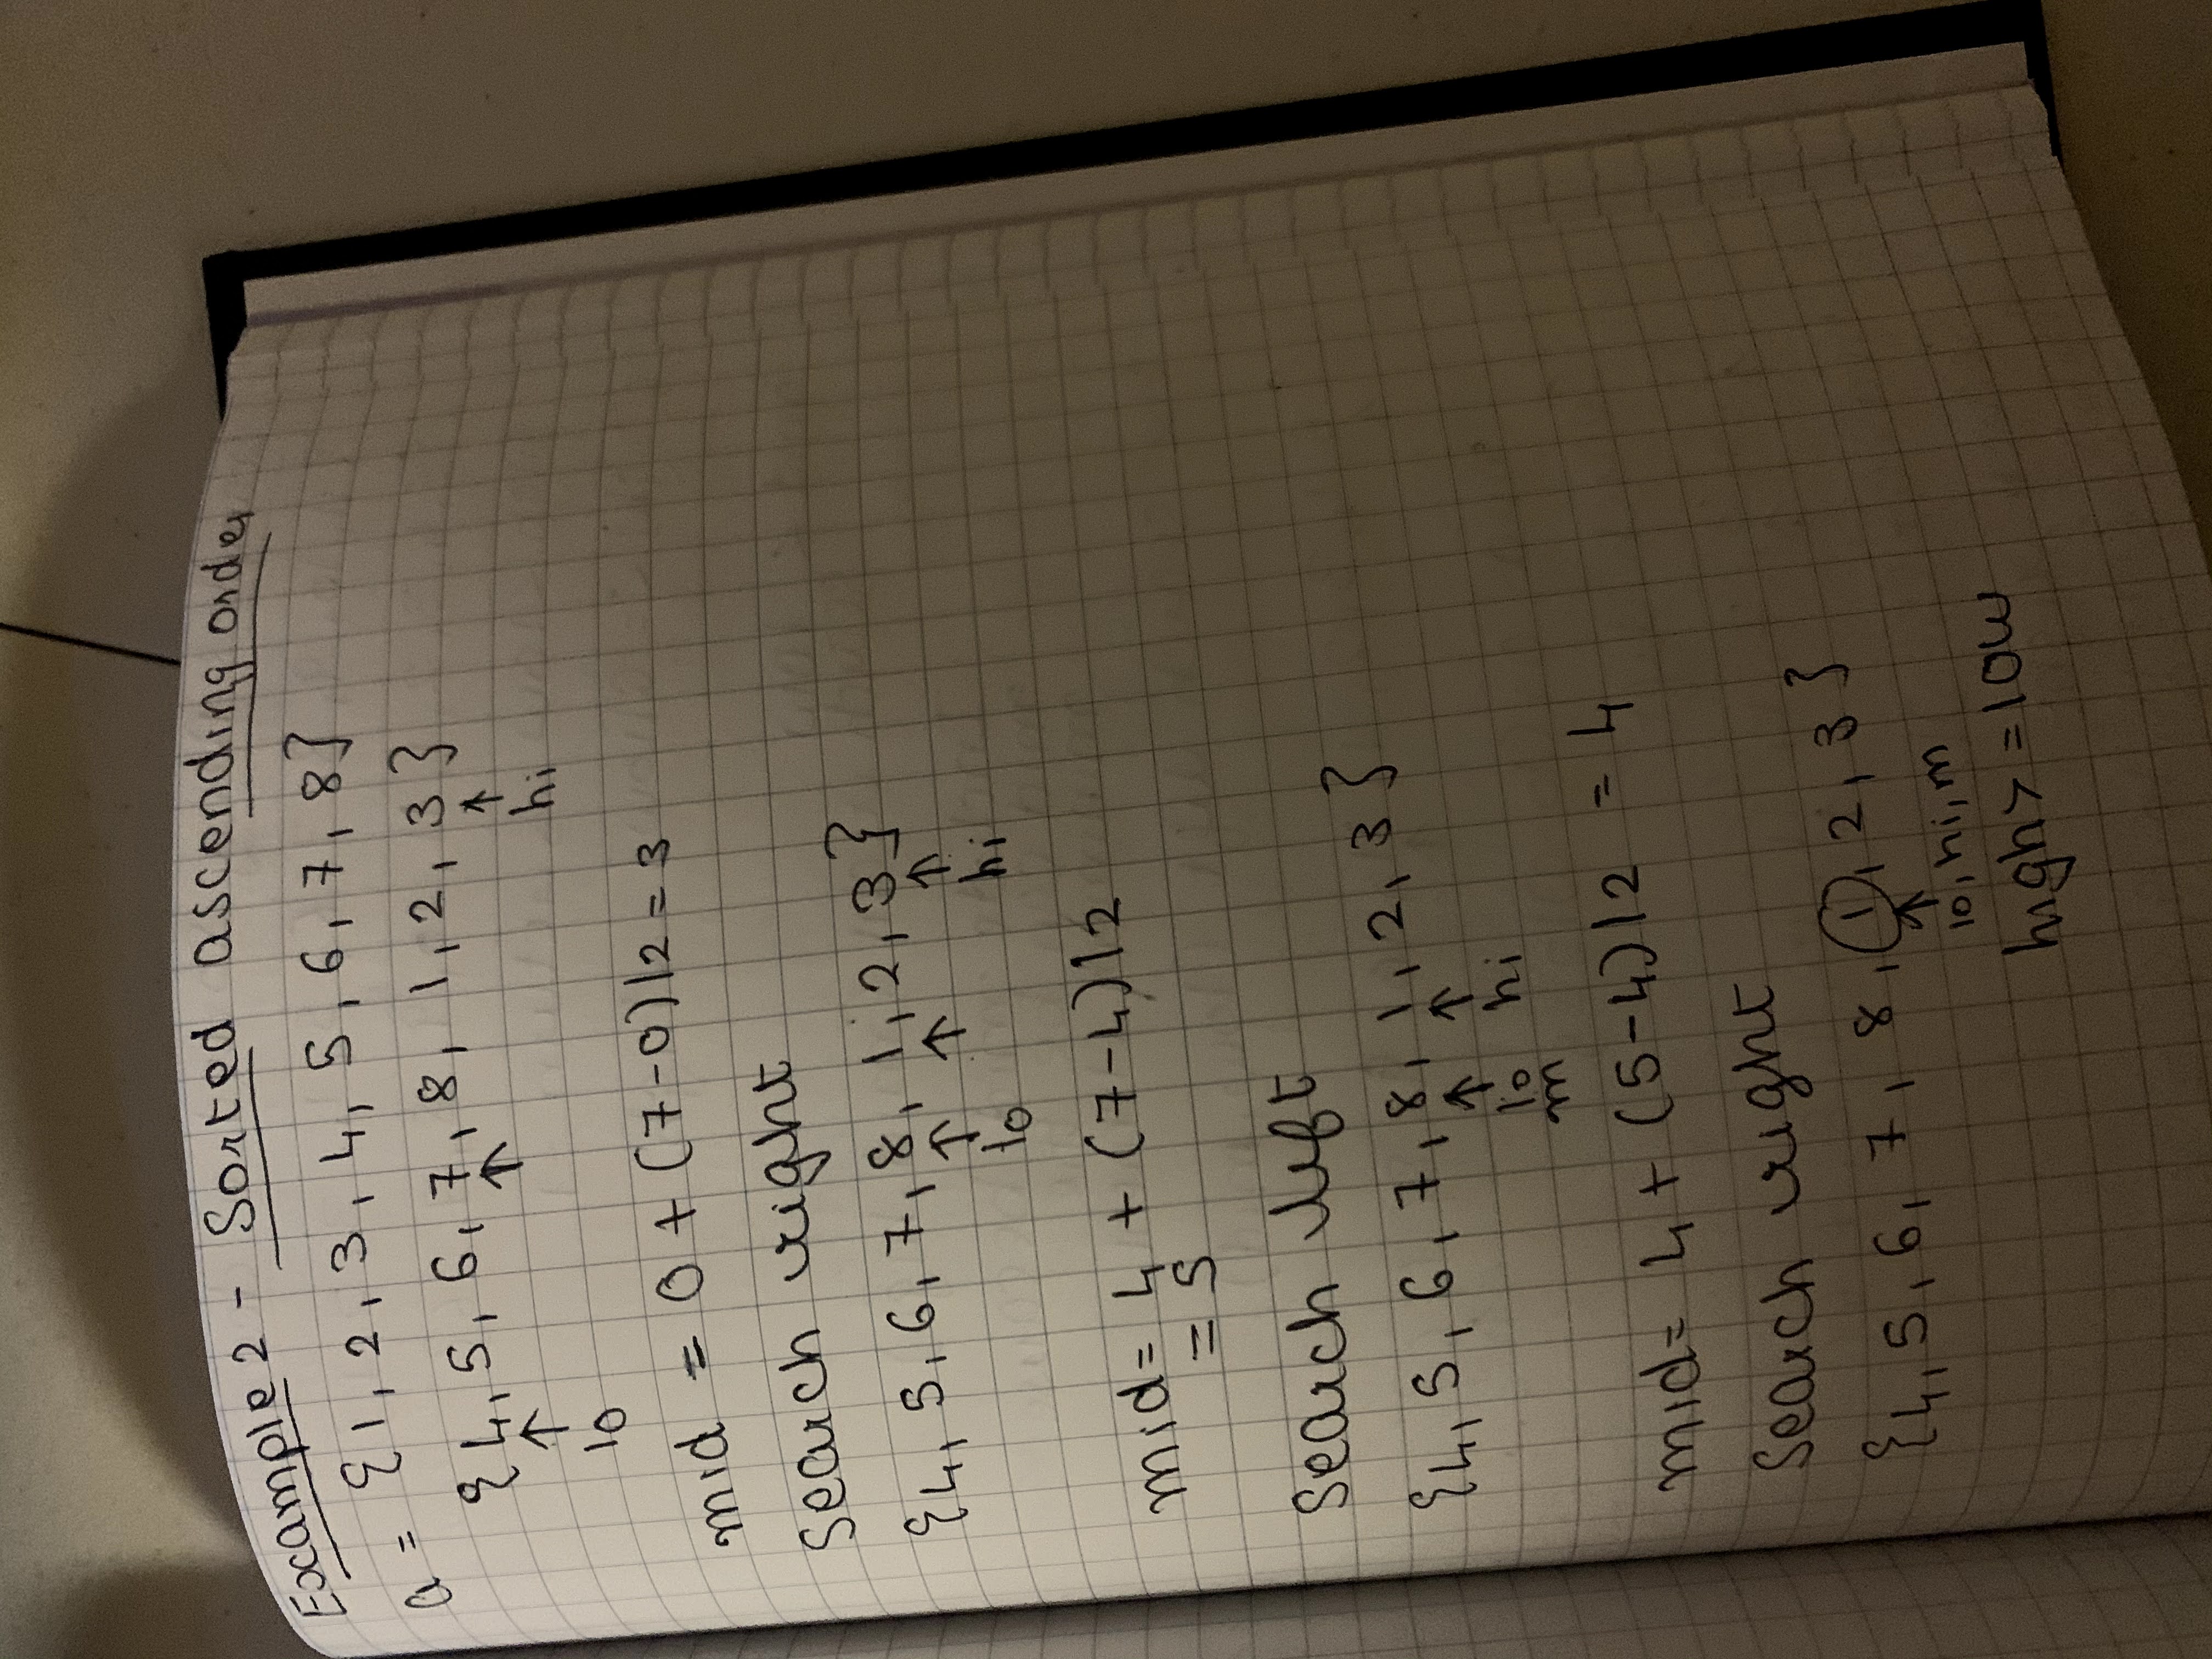 Example 2 - Sorted ascending order
a = {1, 2, 3, 4, 5, 6, 7, 8}
{4, 5, 6, 7, 8, 1, 2, 3}
↑ ↑ ↑
lo hi
mid = 0 + (7-0)/2 = 3
Search right
{4, 5, 6, 7, 8, 1, 2, 3}
↑ ↑ ↑
lo hi
mid = 4 + (7-4)/2
= 5
Search left
{4, 5, 6, 7, 8, 1, 2, 3}
↑ ↑
lo hi
m
mid = 4 + (5-4)/2 = 4
Search right
{4, 5, 6, 7, 8, 1, 2, 3}
↑
lo, hi, m
high >= low